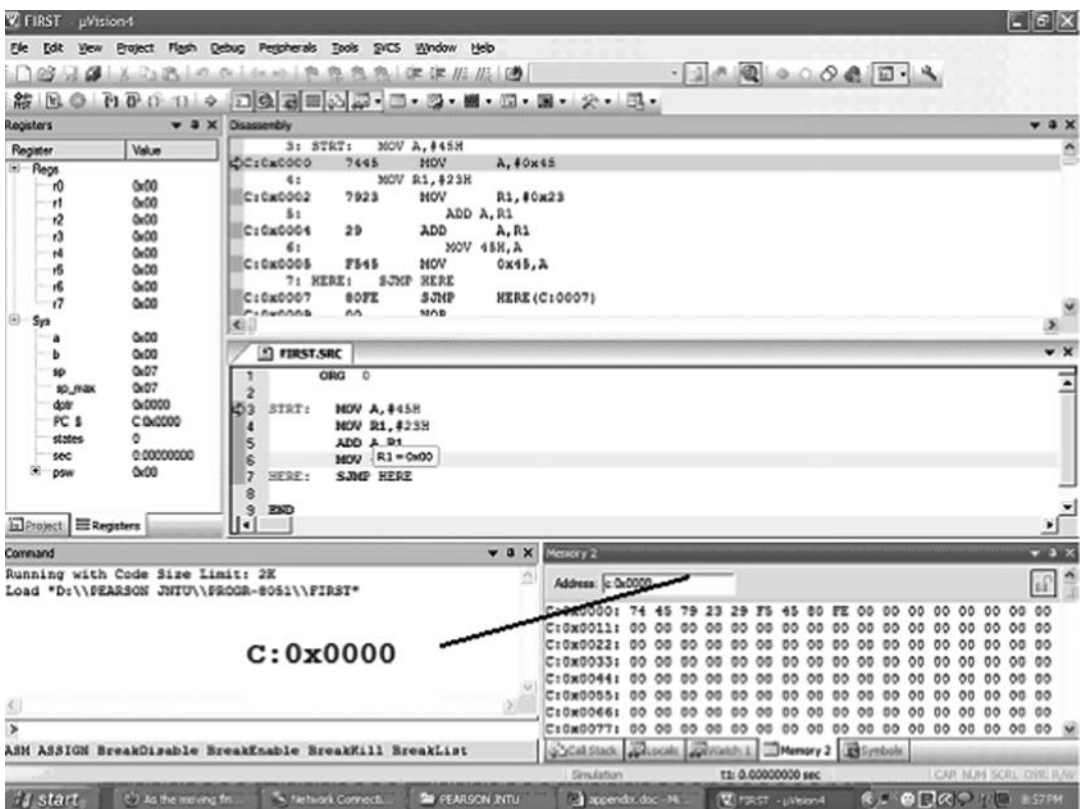 FIRST - µVision4
File Edit View Project Flash Debug Peripherals Tools SVCS Window Help
Registers
Register Value
Regs
r0 0x00
r1 0x00
r2 0x00
r3 0x00
r4 0x00
r5 0x00
r6 0x00
r7 0x00
Sys
a 0x00
b 0x00
sp 0x07
sp_max 0x07
dptr 0x0000
PC $ C:0x0000
states 0
sec 0.00000000
psw 0x00
Project Registers
Disassembly
3: STRT: MOV A,#45H
C:0x0000 7445 MOV A,#0x45
4: MOV R1,#23H
C:0x0002 7923 MOV R1,#0x23
5: ADD A,R1
C:0x0004 29 ADD A,R1
6: MOV 45H,A
C:0x0005 F545 MOV 0x45,A
7: HERE: SJMP HERE
C:0x0007 80FE SJMP HERE(C:0007)
C:0x0009 00 NOP
FIRST.SRC
1 ORG 0
2
3 STRT: MOV A,#45H
4 MOV R1,#23H
5 ADD A,R1
6 MOV
R1 = 0x00
7 HERE: SJMP HERE
8
9 END
Command
Running with Code Size Limit: 2K
Load "D:\\PEARSON JNTU\\PROGR-8051\\FIRST"
C:0x0000
>
ASM ASSIGN BreakDisable BreakEnable BreakKill BreakList
Memory 2
Address: c:0x0000
C:0x0000: 74 45 79 23 29 F5 45 80 FE 00 00 00 00 00 00 00 00
C:0x0011: 00 00 00 00 00 00 00 00 00 00 00 00 00 00 00 00 00
C:0x0022: 00 00 00 00 00 00 00 00 00 00 00 00 00 00 00 00 00
C:0x0033: 00 00 00 00 00 00 00 00 00 00 00 00 00 00 00 00 00
C:0x0044: 00 00 00 00 00 00 00 00 00 00 00 00 00 00 00 00 00
C:0x0055: 00 00 00 00 00 00 00 00 00 00 00 00 00 00 00 00 00
C:0x0066: 00 00 00 00 00 00 00 00 00 00 00 00 00 00 00 00 00
C:0x0077: 00 00 00 00 00 00 00 00 00 00 00 00 00 00 00 00 00
Call Stack Locals Watch 1 Memory 2 Symbols
Simulation t1: 0.00000000 sec CAP NUM SCRL OVR R/W
start As the moving fin... Network Connecti... PEARSON JNTU appendix.doc - Mi... FIRST - µVision4 8:57PM